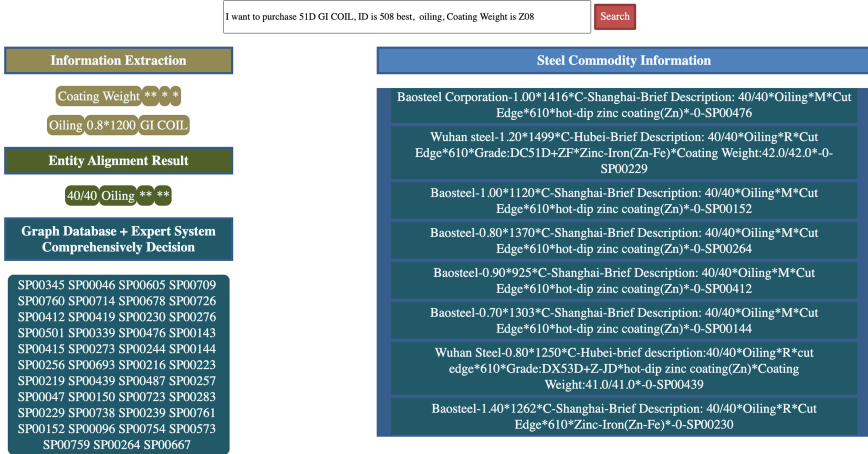 I want to purchase 51D GI COIL, ID is 508 best, oiling, Coating Weight is Z08
Search
Information Extraction
Coating Weight ** * *
Oiling 0.8*1200 GI COIL
Entity Alignment Result
40/40 Oiling ** **
Graph Database + Expert System
Comprehensively Decision
SP00345 SP00046 SP00605 SP00709
SP00760 SP00714 SP00678 SP00726
SP00412 SP00419 SP00230 SP00276
SP00501 SP00339 SP00476 SP00143
SP00415 SP00273 SP00244 SP00144
SP00256 SP00693 SP00216 SP00223
SP00219 SP00439 SP00487 SP00257
SP00047 SP00150 SP00723 SP00283
SP00229 SP00738 SP00239 SP00761
SP00152 SP00096 SP00754 SP00573
SP00759 SP00264 SP00667
Steel Commodity Information
Baosteel Corporation-1.00*1416*C-Shanghai-Brief Description: 40/40*Oiling*M*Cut
Edge*610*hot-dip zinc coating(Zn)*-0-SP00476
Wuhan steel-1.20*1499*C-Hubei-Brief Description: 40/40*Oiling*R*Cut
Edge*610*Grade:DC51D+ZF*Zinc-Iron(Zn-Fe)*Coating Weight:42.0/42.0*-0-
SP00229
Baosteel-1.00*1120*C-Shanghai-Brief Description: 40/40*Oiling*M*Cut
Edge*610*hot-dip zinc coating(Zn)*-0-SP00152
Baosteel-0.80*1370*C-Shanghai-Brief Description: 40/40*Oiling*M*Cut
Edge*610*hot-dip zinc coating(Zn)*-0-SP00264
Baosteel-0.90*925*C-Shanghai-Brief Description: 40/40*Oiling*M*Cut
Edge*610*hot-dip zinc coating(Zn)*-0-SP00412
Baosteel-0.70*1303*C-Shanghai-Brief Description: 40/40*Oiling*M*Cut
Edge*610*hot-dip zinc coating(Zn)*-0-SP00144
Wuhan Steel-0.80*1250*C-Hubei-brief description:40/40*Oiling*R*cut
edge*610*Grade:DX53D+Z-JD*hot-dip zinc coating(Zn)*Coating
Weight:41.0/41.0*-0-SP00439
Baosteel-1.40*1262*C-Shanghai-Brief Description: 40/40*Oiling*R*Cut
Edge*610*Zinc-Iron(Zn-Fe)*-0-SP00230